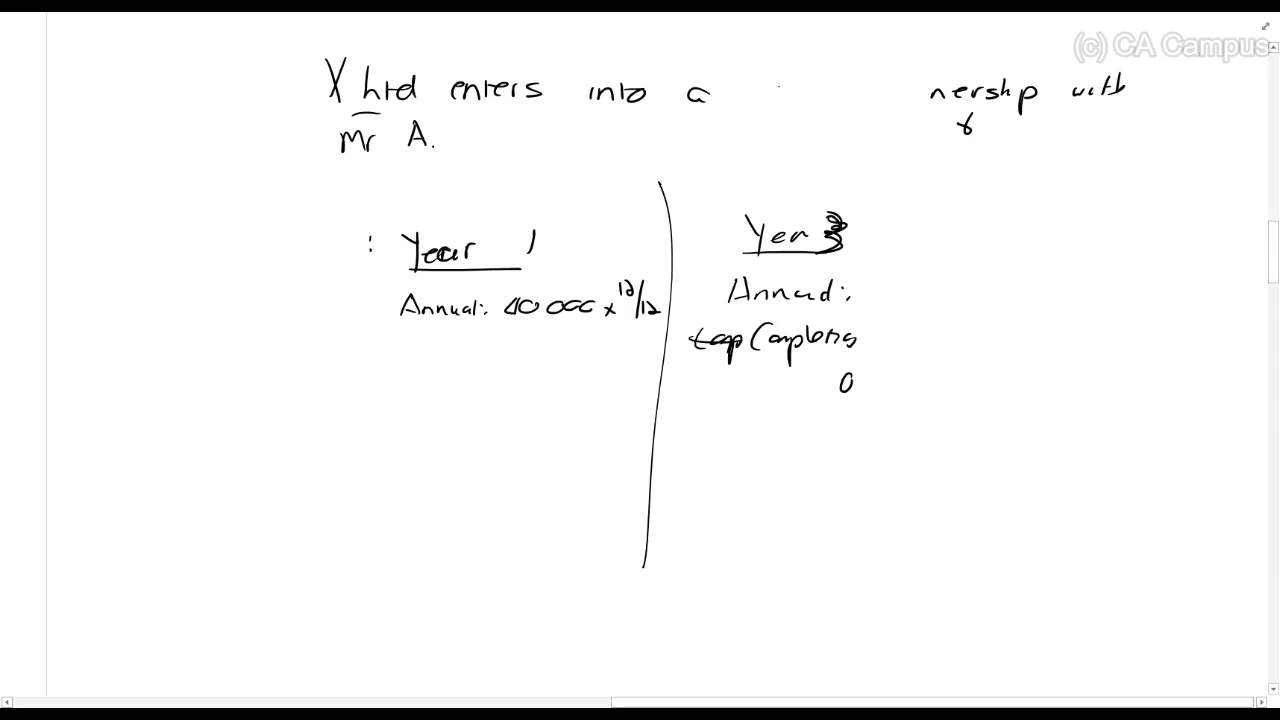 (c) CA Campus
X Ltd enters into a nership with
Mr A.
: Year 1
Annual: 40 000 x 12/12
Year 3
Annual:
0